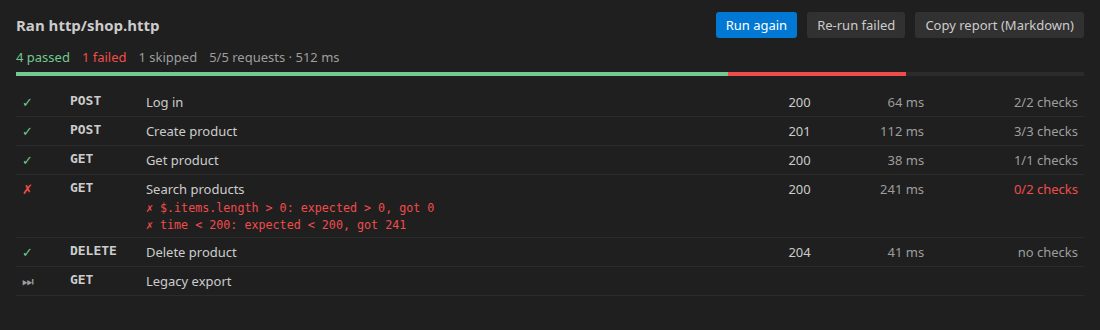 Ran http/shop.http Run again Re-run failed Copy report (Markdown)
4 passed 1 failed 1 skipped 5/5 requests · 512 ms
✓ POST Log in 200 64 ms 2/2 checks
✓ POST Create product 201 112 ms 3/3 checks
✓ GET Get product 200 38 ms 1/1 checks
✗ GET Search products 200 241 ms 0/2 checks
✗ $.items.length > 0: expected > 0, got 0
✗ time < 200: expected < 200, got 241
✓ DELETE Delete product 204 41 ms no checks
⏭ GET Legacy export